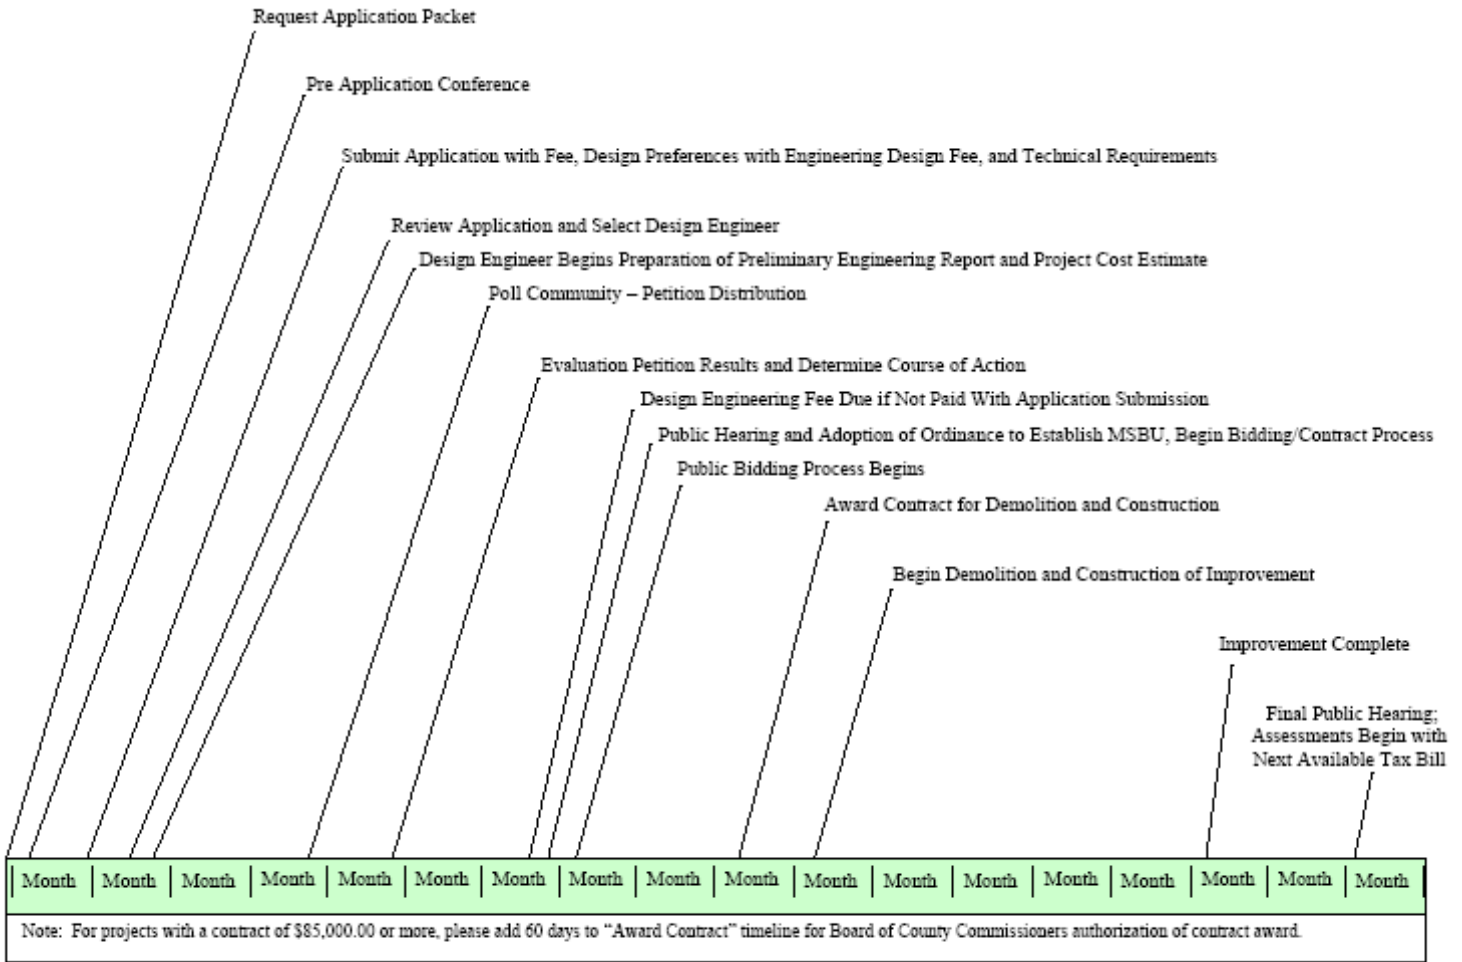 Request Application Packet
Pre Application Conference
Submit Application with Fee, Design Preferences with Engineering Design Fee, and Technical Requirements
Review Application and Select Design Engineer
Design Engineer Begins Preparation of Preliminary Engineering Report and Project Cost Estimate
Poll Community – Petition Distribution
Evaluation Petition Results and Determine Course of Action
Design Engineering Fee Due if Not Paid With Application Submission
Public Hearing and Adoption of Ordinance to Establish MSBU, Begin Bidding/Contract Process
Public Bidding Process Begins
Award Contract for Demolition and Construction
Begin Demolition and Construction of Improvement
Improvement Complete
Final Public Hearing;
Assessments Begin with
Next Available Tax Bill
Month Month Month Month Month Month Month Month Month Month Month Month Month Month Month Month Month Month
Note: For projects with a contract of $85,000.00 or more, please add 60 days to “Award Contract” timeline for Board of County Commissioners authorization of contract award.